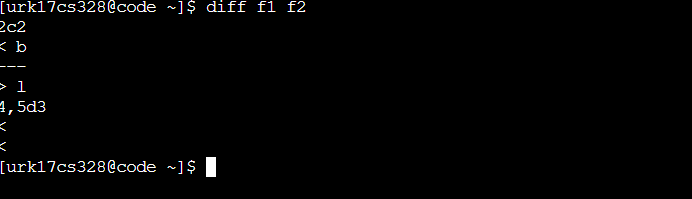 [urk17cs328@code ~]$ diff f1 f2
2c2
< b
---
> l
4,5d3
<
<
[urk17cs328@code ~]$